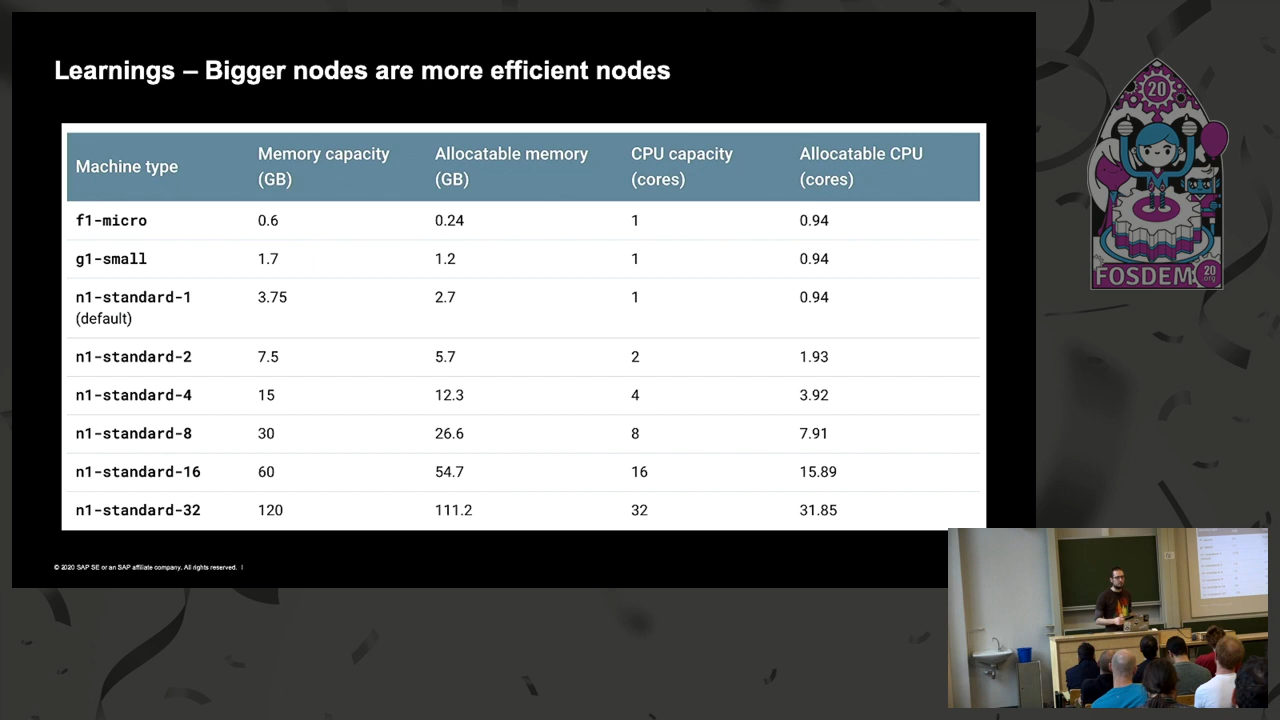 Learnings – Bigger nodes are more efficient nodes
Machine type
Memory capacity
(GB)
Allocatable memory
(GB)
CPU capacity
(cores)
Allocatable CPU
(cores)
f1-micro 0.6 0.24 1 0.94
g1-small 1.7 1.2 1 0.94
n1-standard-1 3.75 2.7 1 0.94
(default)
n1-standard-2 7.5 5.7 2 1.93
n1-standard-4 15 12.3 4 3.92
n1-standard-8 30 26.6 8 7.91
n1-standard-16 60 54.7 16 15.89
n1-standard-32 120 111.2 32 31.85
© 2020 SAP SE or an SAP affiliate company. All rights reserved. |
20
FOSDEM
20
.org